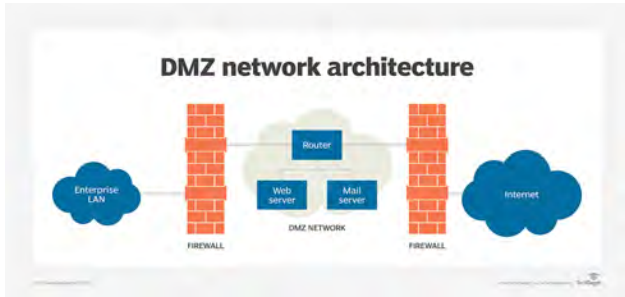 DMZ network architecture
Router
Enterprise
LAN
Web
server
Mail
server
Internet
DMZ NETWORK
FIREWALL
FIREWALL